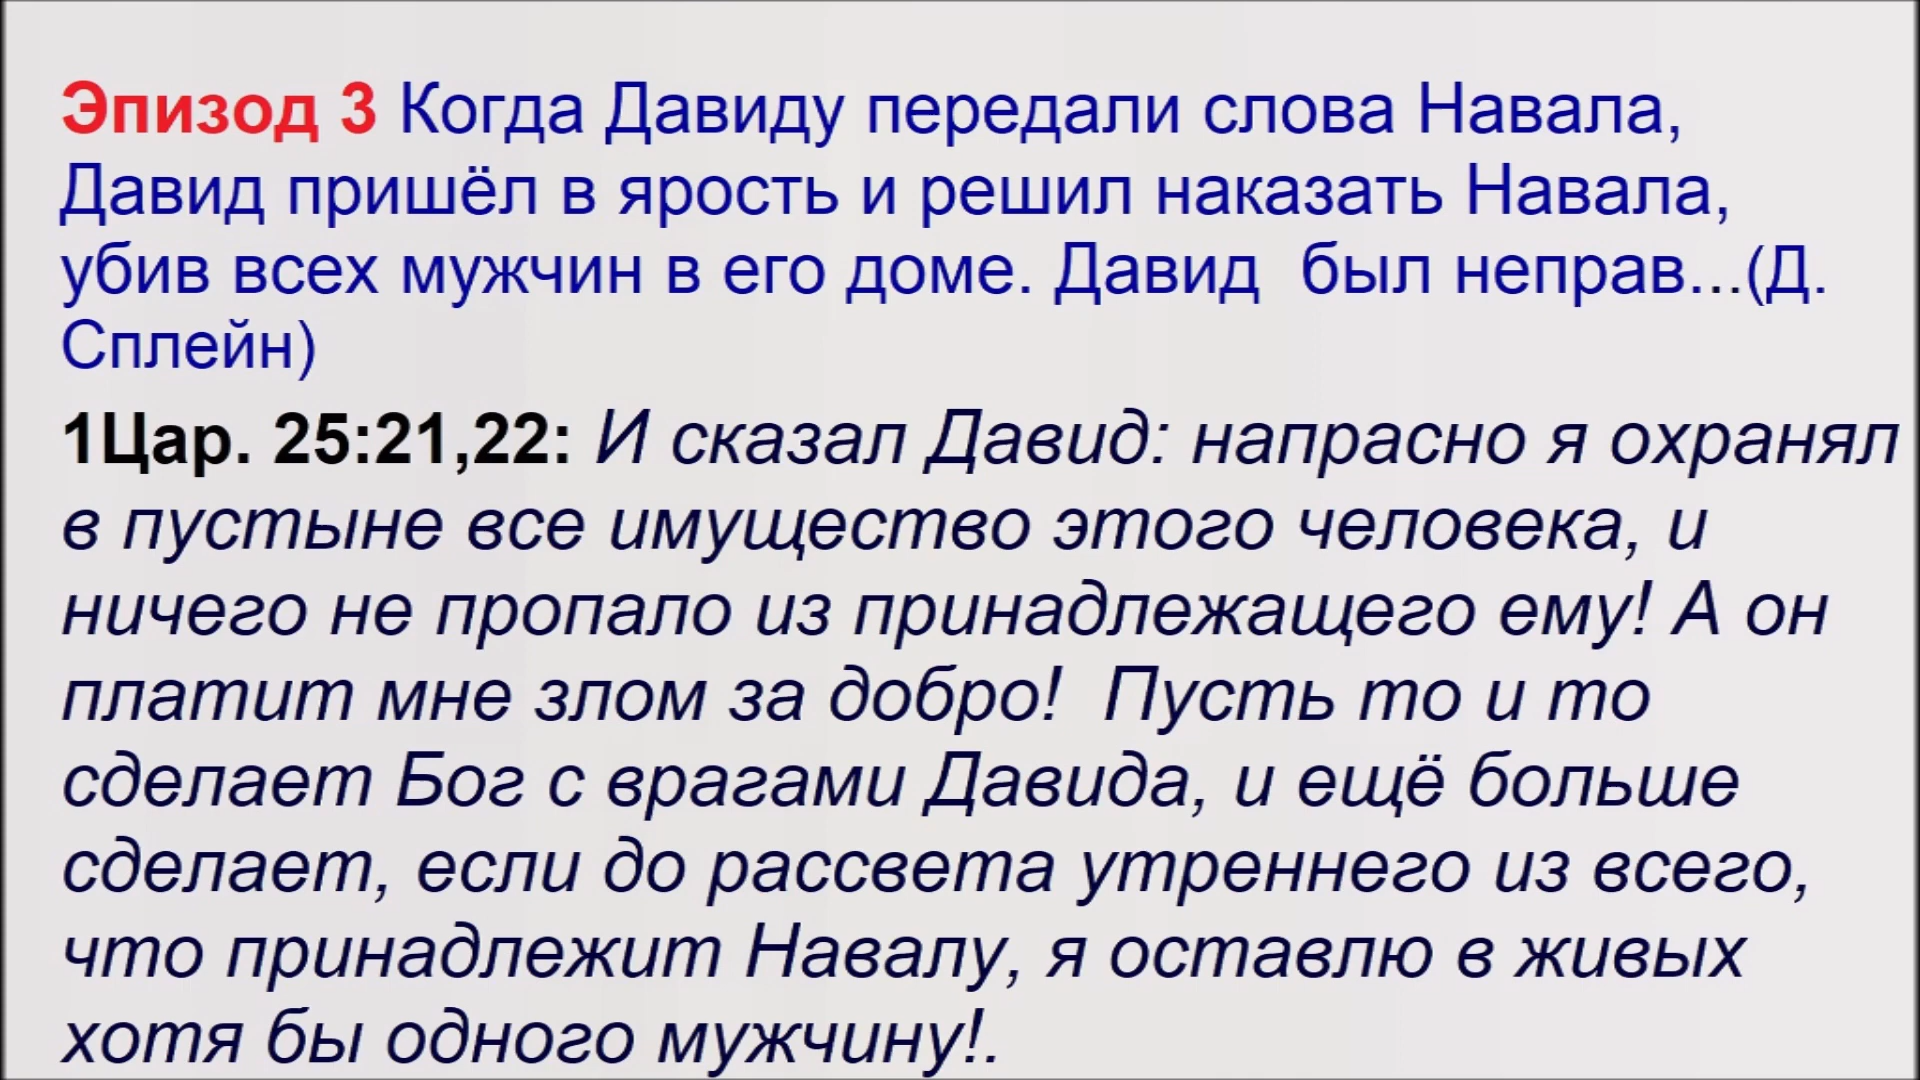 Эпизод 3 Когда Давиду передали слова Навала,
Давид пришёл в ярость и решил наказать Навала,
убив всех мужчин в его доме. Давид  был неправ...(Д.
Сплейн)
1Цар. 25:21,22: И сказал Давид: напрасно я охранял
в пустыне все имущество этого человека, и
ничего не пропало из принадлежащего ему! А он
платит мне злом за добро!  Пусть то и то
сделает Бог с врагами Давида, и ещё больше
сделает, если до рассвета утреннего из всего,
что принадлежит Навалу, я оставлю в живых
хотя бы одного мужчину!.